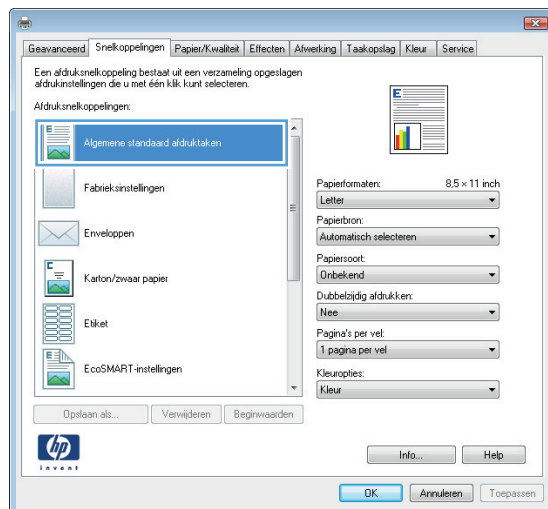 Geavanceerd Snelkoppelingen Papier/Kwaliteit Effecten Afwerking Taakopslag Kleur Service
Een afdruksnelkoppeling bestaat uit een verzameling opgeslagen
afdrukinstellingen die u met één klik kunt selecteren.
Afdruksnelkoppelingen:
Algemene standaard afdruktaken
Fabrieksinstellingen
Enveloppen
Karton/zwaar papier
Etiket
EcoSMART-instellingen
Opslaan als... Verwijderen Beginwaarden
E
Papierformaten: 8,5 × 11 inch
Letter
Papierbron:
Automatisch selecteren
Papiersoort:
Onbekend
Dubbelzijdig afdrukken:
Nee
Pagina's per vel:
1 pagina per vel
Kleuropties:
Kleur
hp
invent
Info... Help
OK Annuleren Toepassen